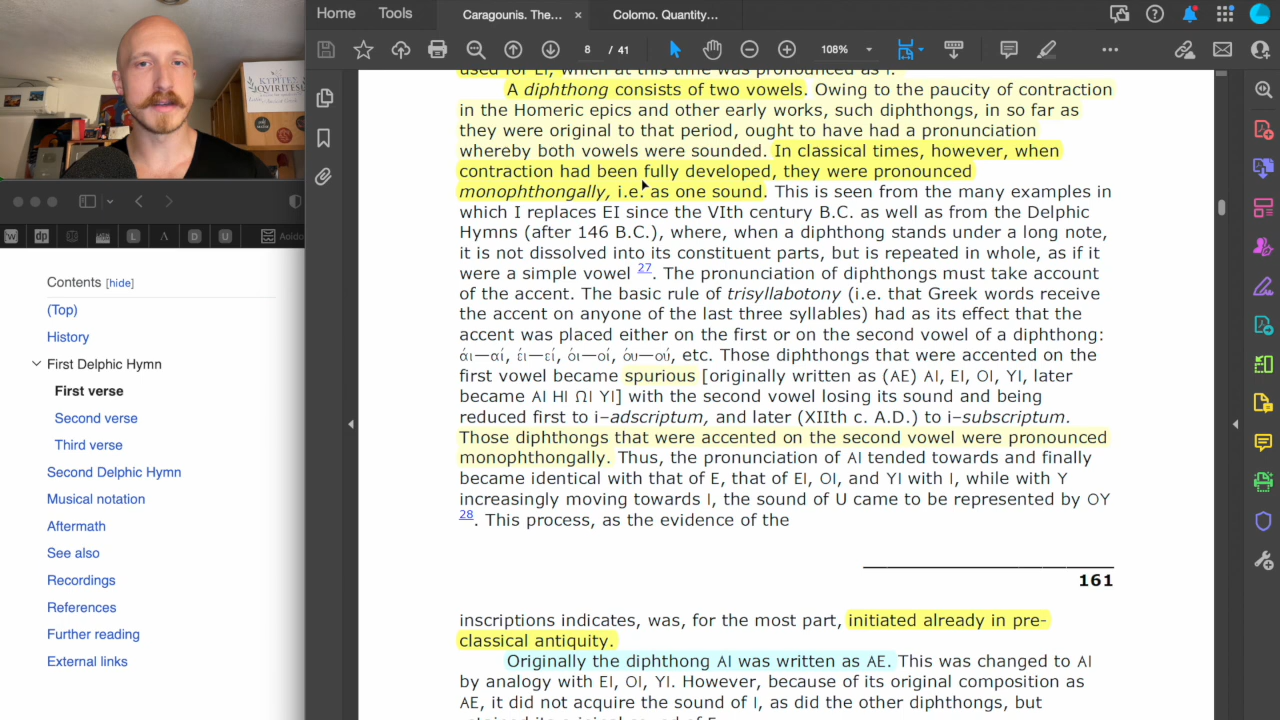 Home
Tools
Caragounis. The...
×
Colomo. Quantity...
8 / 41
108%
ΚΥΡΙΤΕΣ
QVIRITES
Contents [hide]
(Top)
History
First Delphic Hymn
First verse
Second verse
Third verse
Second Delphic Hymn
Musical notation
Aftermath
See also
Recordings
References
Further reading
External links
used for EI, which at this time was pronounced as I.
A diphthong consists of two vowels. Owing to the paucity of contraction
in the Homeric epics and other early works, such diphthongs, in so far as
they were original to that period, ought to have had a pronunciation
whereby both vowels were sounded. In classical times, however, when
contraction had been fully developed, they were pronounced
monophthongally, i.e. as one sound. This is seen from the many examples in
which I replaces EI since the VIth century B.C. as well as from the Delphic
Hymns (after 146 B.C.), where, when a diphthong stands under a long note,
it is not dissolved into its constituent parts, but is repeated in whole, as if it
were a simple vowel 27. The pronunciation of diphthongs must take account
of the accent. The basic rule of trisyllabotony (i.e. that Greek words receive
the accent on anyone of the last three syllables) had as its effect that the
accent was placed either on the first or on the second vowel of a diphthong:
άι—αί, έι—εί, όι—οί, όυ—ού, etc. Those diphthongs that were accented on the
first vowel became spurious [originally written as (AE) AI, EI, OI, YI, later
became AI HI ΩI YI] with the second vowel losing its sound and being
reduced first to i–adscriptum, and later (XIIth c. A.D.) to i–subscriptum.
Those diphthongs that were accented on the second vowel were pronounced
monophthongally. Thus, the pronunciation of AI tended towards and finally
became identical with that of E, that of EI, OI, and YI with I, while with Y
increasingly moving towards I, the sound of U came to be represented by OY
28. This process, as the evidence of the
161
inscriptions indicates, was, for the most part, initiated already in pre-
classical antiquity.
Originally the diphthong AI was written as AE. This was changed to AI
by analogy with EI, OI, YI. However, because of its original composition as
AE, it did not acquire the sound of I, as did the other diphthongs, but